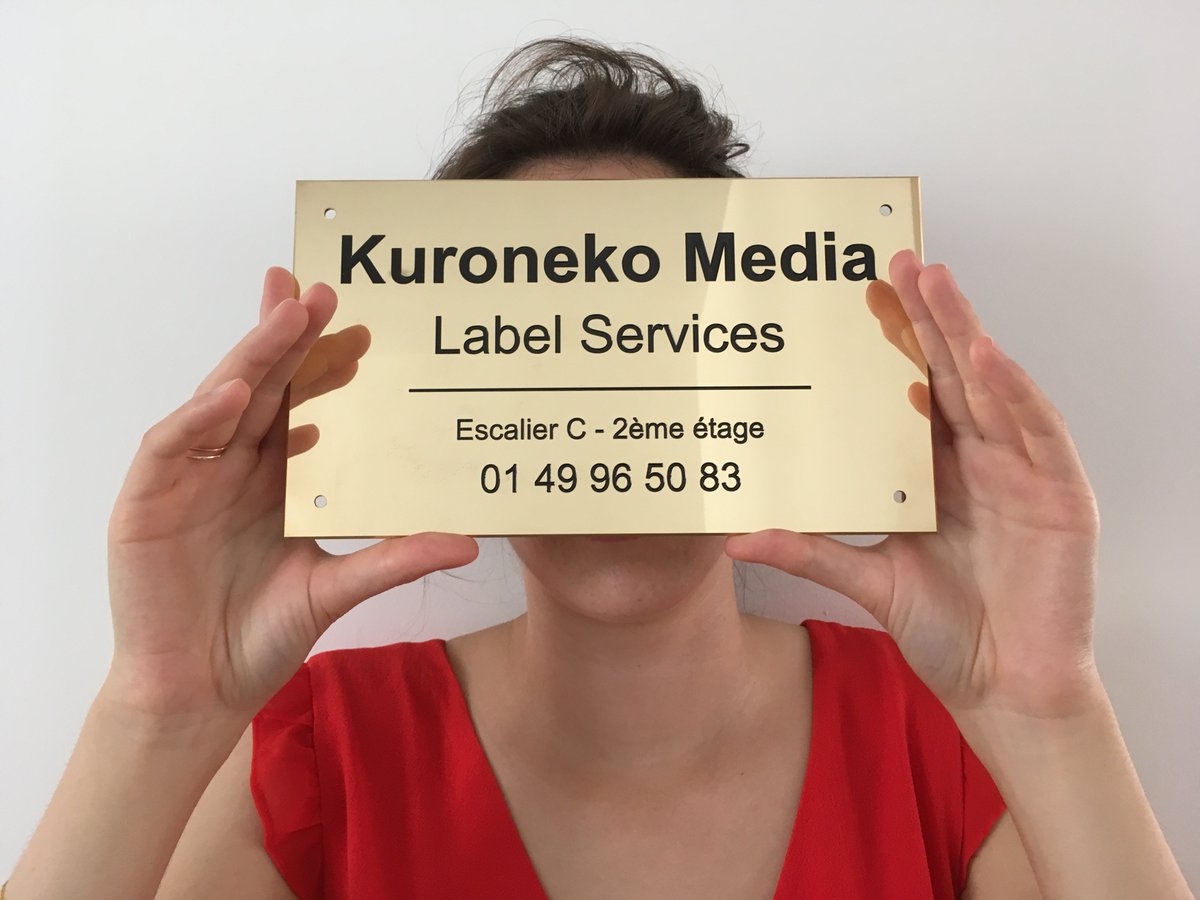 Kuroneko Media
Label Services
Escalier C - 2ème étage
01 49 96 50 83